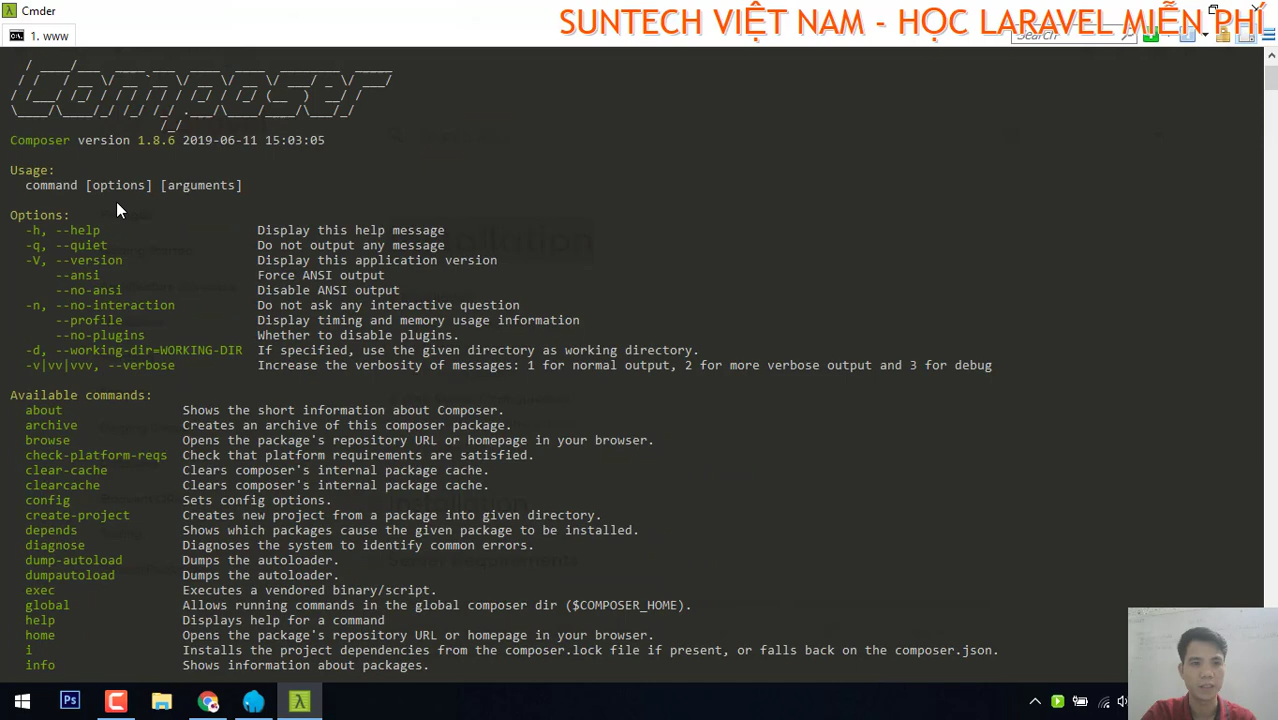 Cmder
SUNTECH VIỆT NAM - HỌC LARAVEL MIỄN PHÍ
1. www
Search
Composer
Composer version 1.8.6 2019-06-11 15:03:05
Usage:
command [options] [arguments]
Options:
-h, --help Display this help message
-q, --quiet Do not output any message
-V, --version Display this application version
--ansi Force ANSI output
--no-ansi Disable ANSI output
-n, --no-interaction Do not ask any interactive question
--profile Display timing and memory usage information
--no-plugins Whether to disable plugins.
-d, --working-dir=WORKING-DIR If specified, use the given directory as working directory.
-v|vv|vvv, --verbose Increase the verbosity of messages: 1 for normal output, 2 for more verbose output and 3 for debug
Available commands:
about Shows the short information about Composer.
archive Creates an archive of this composer package.
browse Opens the package's repository URL or homepage in your browser.
check-platform-reqs Check that platform requirements are satisfied.
clear-cache Clears composer's internal package cache.
clearcache Clears composer's internal package cache.
config Sets config options.
create-project Creates new project from a package into given directory.
depends Shows which packages cause the given package to be installed.
diagnose Diagnoses the system to identify common errors.
dump-autoload Dumps the autoloader.
dumpautoload Dumps the autoloader.
exec Executes a vendored binary/script.
global Allows running commands in the global composer dir ($COMPOSER_HOME).
help Displays help for a command
home Opens the package's repository URL or homepage in your browser.
i Installs the project dependencies from the composer.lock file if present, or falls back on the composer.json.
info Shows information about packages.
Ps